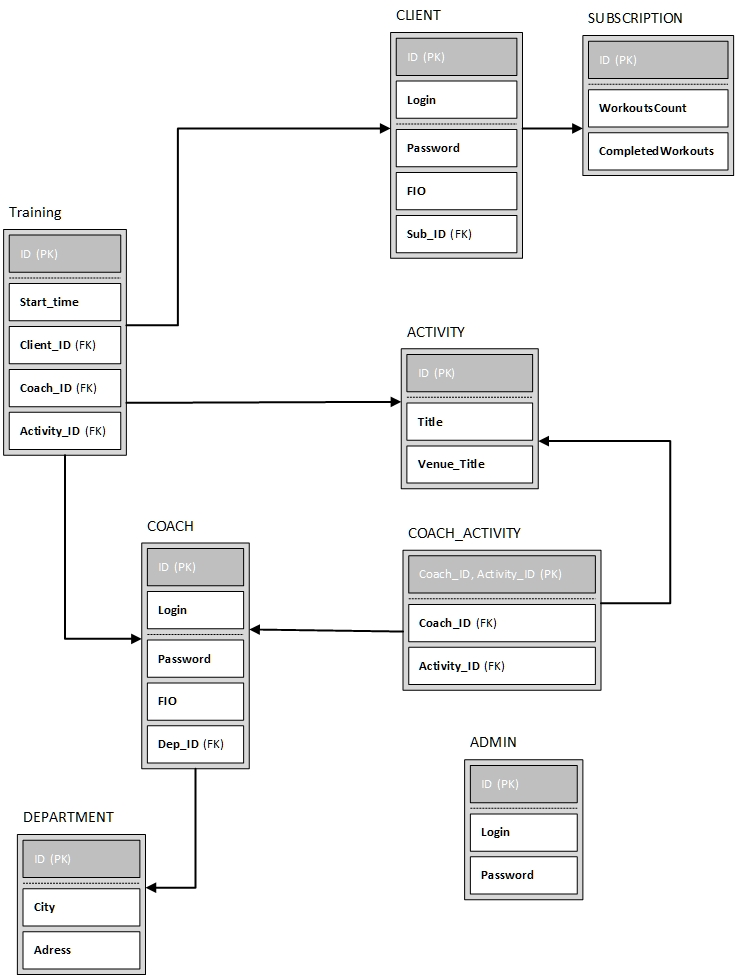 CLIENT
ID (PK)
Login
Password
FIO
Sub_ID (FK)
SUBSCRIPTION
ID (PK)
WorkoutsCount
CompletedWorkouts
Training
ID (PK)
Start_time
Client_ID (FK)
Coach_ID (FK)
Activity_ID (FK)
ACTIVITY
ID (PK)
Title
Venue_Title
COACH
ID (PK)
Login
Password
FIO
Dep_ID (FK)
COACH_ACTIVITY
Coach_ID, Activity_ID (PK)
Coach_ID (FK)
Activity_ID (FK)
ADMIN
ID (PK)
Login
Password
DEPARTMENT
ID (PK)
City
Adress